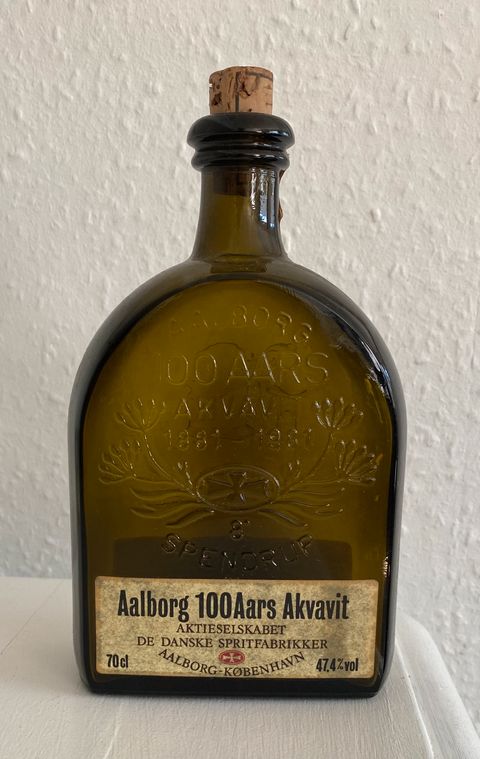 AALBORG
100 AARS
AKVAVIT
1881-1981
SPENDRUP
Aalborg 100Aars Akvavit
AKTIESELSKABET
DE DANSKE SPRITFABRIKKER
70cl
AALBORG-KØBENHAVN
47,4%vol